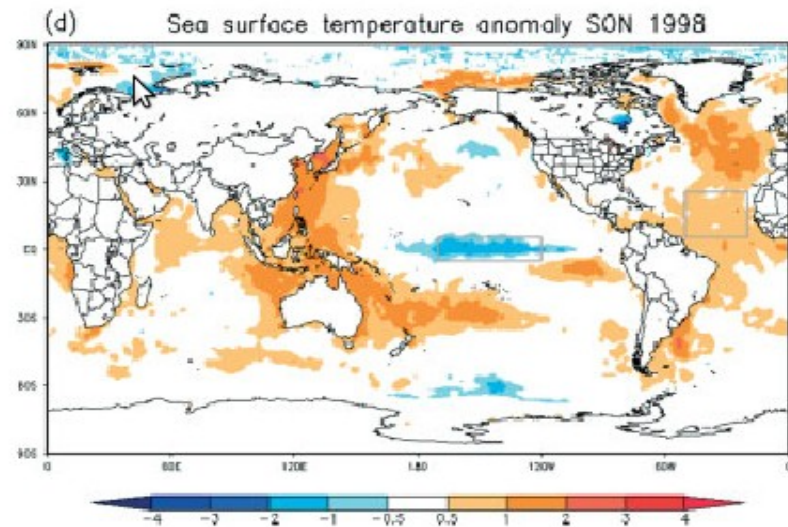 (d) Sea surface temperature anomaly SON 1998
90N
60N
30N
EQ
30S
60S
90S
0 60E 120E 180 120W 60W 0
-4 -3 -2 -1 -0.5 0.5 1 2 3 4